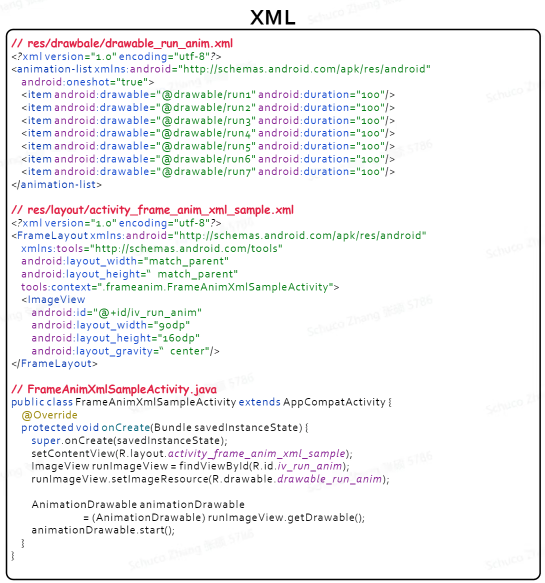 XML
// res/drawbale/drawable_run_anim.xml
<?xml version="1.0" encoding="utf-8"?>
<animation-list xmlns:android="http://schemas.android.com/apk/res/android"
android:oneshot="true">
<item android:drawable="@drawable/run1" android:duration="100"/>
<item android:drawable="@drawable/run2" android:duration="100"/>
<item android:drawable="@drawable/run3" android:duration="100"/>
<item android:drawable="@drawable/run4" android:duration="100"/>
<item android:drawable="@drawable/run5" android:duration="100"/>
<item android:drawable="@drawable/run6" android:duration="100"/>
<item android:drawable="@drawable/run7" android:duration="100"/>
</animation-list>
// res/layout/activity_frame_anim_xml_sample.xml
<?xml version="1.0" encoding="utf-8"?>
<FrameLayout xmlns:android="http://schemas.android.com/apk/res/android"
xmlns:tools="http://schemas.android.com/tools"
android:layout_width="match_parent"
android:layout_height=" match_parent"
tools:context=".frameanim.FrameAnimXmlSampleActivity">
<ImageView
android:id="@+id/iv_run_anim"
android:layout_width="90dp"
android:layout_height="160dp"
android:layout_gravity=" center"/>
</FrameLayout>
// FrameAnimXmlSampleActivity.java
public class FrameAnimXmlSampleActivity extends AppCompatActivity {
@Override
protected void onCreate(Bundle savedInstanceState) {
super.onCreate(savedInstanceState);
setContentView(R.layout.activity_frame_anim_xml_sample);
ImageView runImageView = findViewById(R.id.iv_run_anim);
runImageView.setImageResource(R.drawable.drawable_run_anim);
AnimationDrawable animationDrawable
= (AnimationDrawable) runImageView.getDrawable();
animationDrawable.start();
}
}